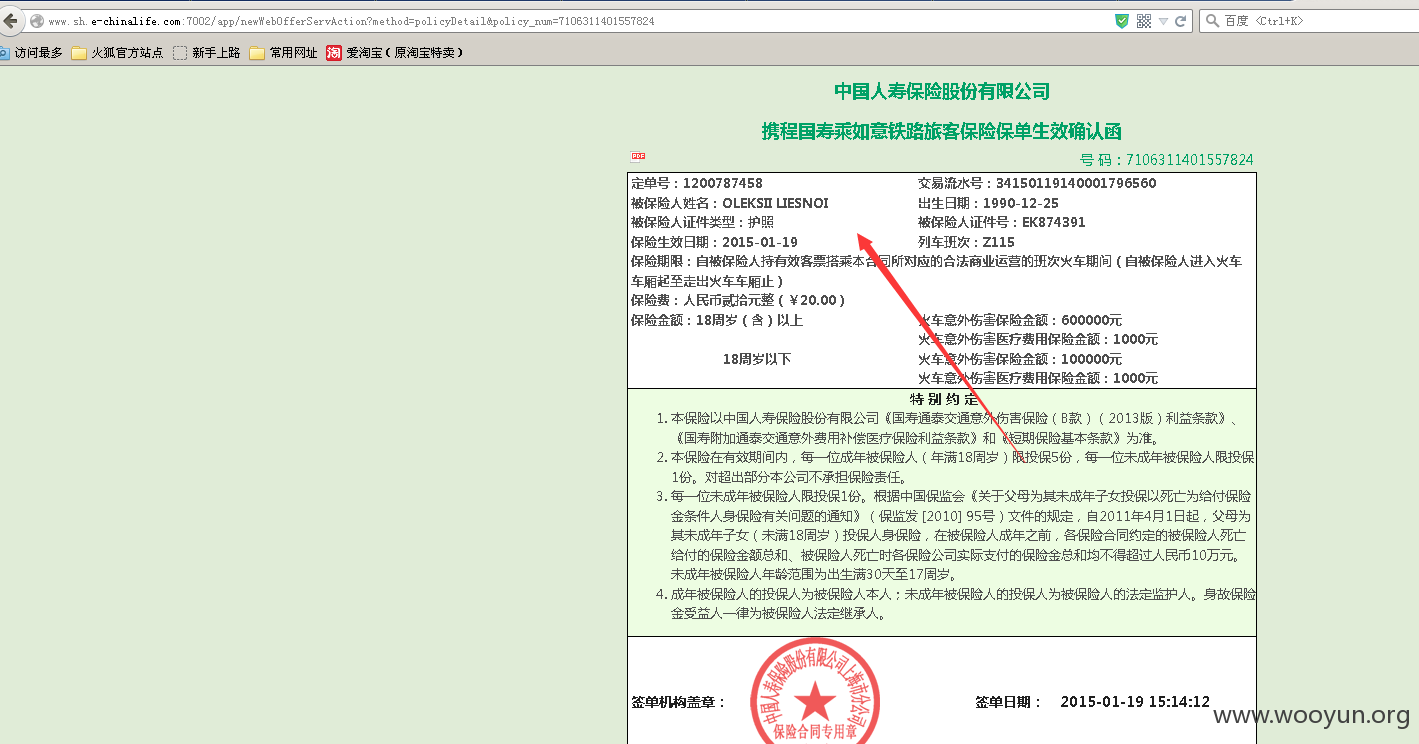 www.sh.e-chinalife.com:7002/app/newWebOfferServAction?method=policyDetail&policy_num=7106311401557824
百度 <Ctrl+K>
访问最多 火狐官方站点 新手上路 常用网址 淘 爱淘宝（原淘宝特卖）
中国人寿保险股份有限公司
携程国寿乘如意铁路旅客保险保单生效确认函
PDF
号 码：7106311401557824
定单号：1200787458 交易流水号：34150119140001796560
被保险人姓名：OLEKSII LIESNOI 出生日期：1990-12-25
被保险人证件类型：护照 被保险人证件号：EK874391
保险生效日期：2015-01-19 列车班次：Z115
保险期限：自被保险人持有效客票搭乘本合同所对应的合法商业运营的班次火车期间（自被保险人进入火车
车厢起至走出火车车厢止）
保险费：人民币贰拾元整（￥20.00）
保险金额：18周岁（含）以上 火车意外伤害保险金额：600000元
火车意外伤害医疗费用保险金额：1000元
18周岁以下 火车意外伤害保险金额：100000元
火车意外伤害医疗费用保险金额：1000元
特 别 约 定
1. 本保险以中国人寿保险股份有限公司《国寿通泰交通意外伤害保险（B款）（2013版）利益条款》、
《国寿附加通泰交通意外费用补偿医疗保险利益条款》和《短期保险基本条款》为准。
2. 本保险在有效期间内，每一位成年被保险人（年满18周岁）限投保5份，每一位未成年被保险人限投保
1份。对超出部分本公司不承担保险责任。
3. 每一位未成年被保险人限投保1份。根据中国保监会《关于父母为其未成年子女投保以死亡为给付保险
金条件人身保险有关问题的通知》（保监发 [2010] 95号）文件的规定，自2011年4月1日起，父母为
其未成年子女（未满18周岁）投保人身保险，在被保险人成年之前，各保险合同约定的被保险人死亡
给付的保险金额总和、被保险人死亡时各保险公司实际支付的保险金总和均不得超过人民币10万元。
未成年被保险人年龄范围为出生满30天至17周岁。
4. 成年被保险人的投保人为被保险人本人；未成年被保险人的投保人为被保险人的法定监护人。身故保险
金受益人一律为被保险人法定继承人。
签单机构盖章：
中国人寿保险股份有限公司上海市分公司
保险合同专用章
签单日期： 2015-01-19 15:14:12
www.wooyun.org